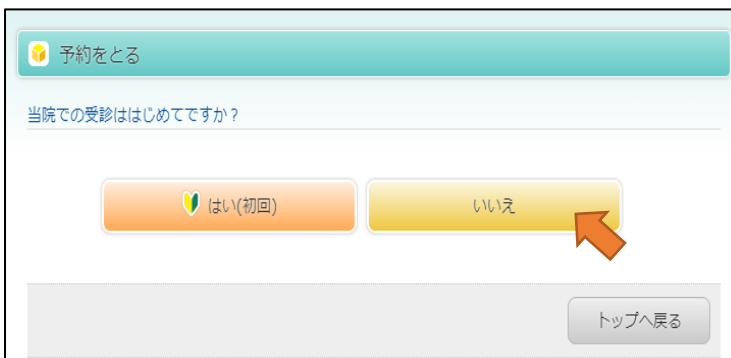 予約をとる
当院での受診ははじめてですか？
はい(初回)
いいえ
トップへ戻る